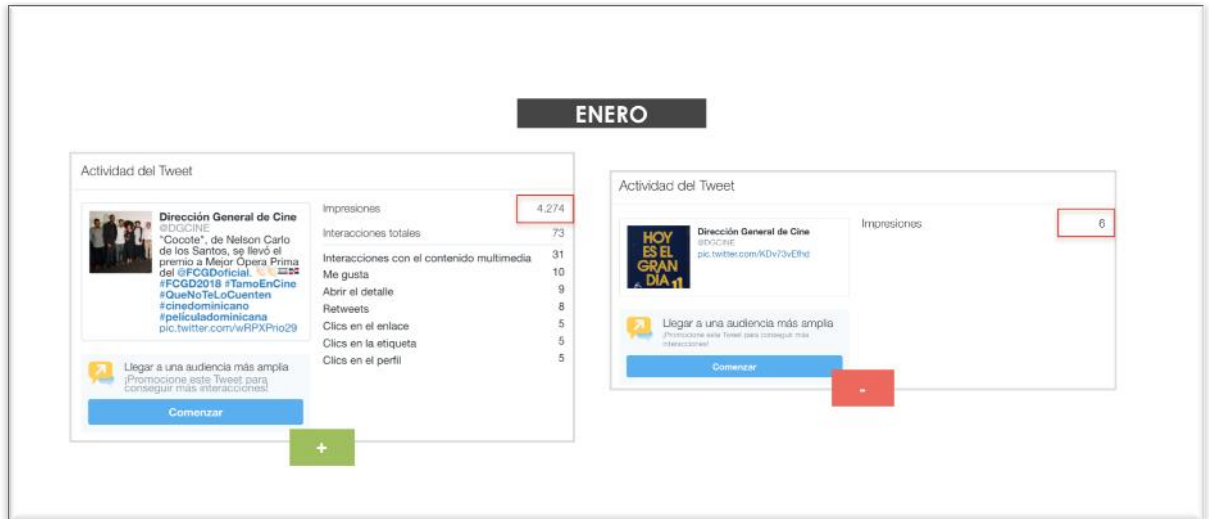 ENERO
Actividad del Tweet
Dirección General de Cine
@DGCINE
"Cocote", de Nelson Carlo
de los Santos, se llevó el
premio a Mejor Ópera Prima
del @FCGDoficial.
#FCGD2018 #TamoEnCine
#QueNoTeLoCuenten
#cinedominicano
#películadominicana
pic.twitter.com/wRPXPrio29
Llegar a una audiencia más amplia
¡Promocione este Tweet para
conseguir más interacciones!
Comenzar
Impresiones 4.274
Interacciones totales 73
Interacciones con el contenido multimedia 31
Me gusta 10
Abrir el detalle 9
Retweets 8
Clics en el enlace 5
Clics en la etiqueta 5
Clics en el perfil 5
+
Actividad del Tweet
HOY
ES EL
GRAN
DÍA
Dirección General de Cine
@DGCINE
pic.twitter.com/KDv73vEfhd
Llegar a una audiencia más amplia
¡Promocione este Tweet para conseguir más
interacciones!
Comenzar
Impresiones 6
-